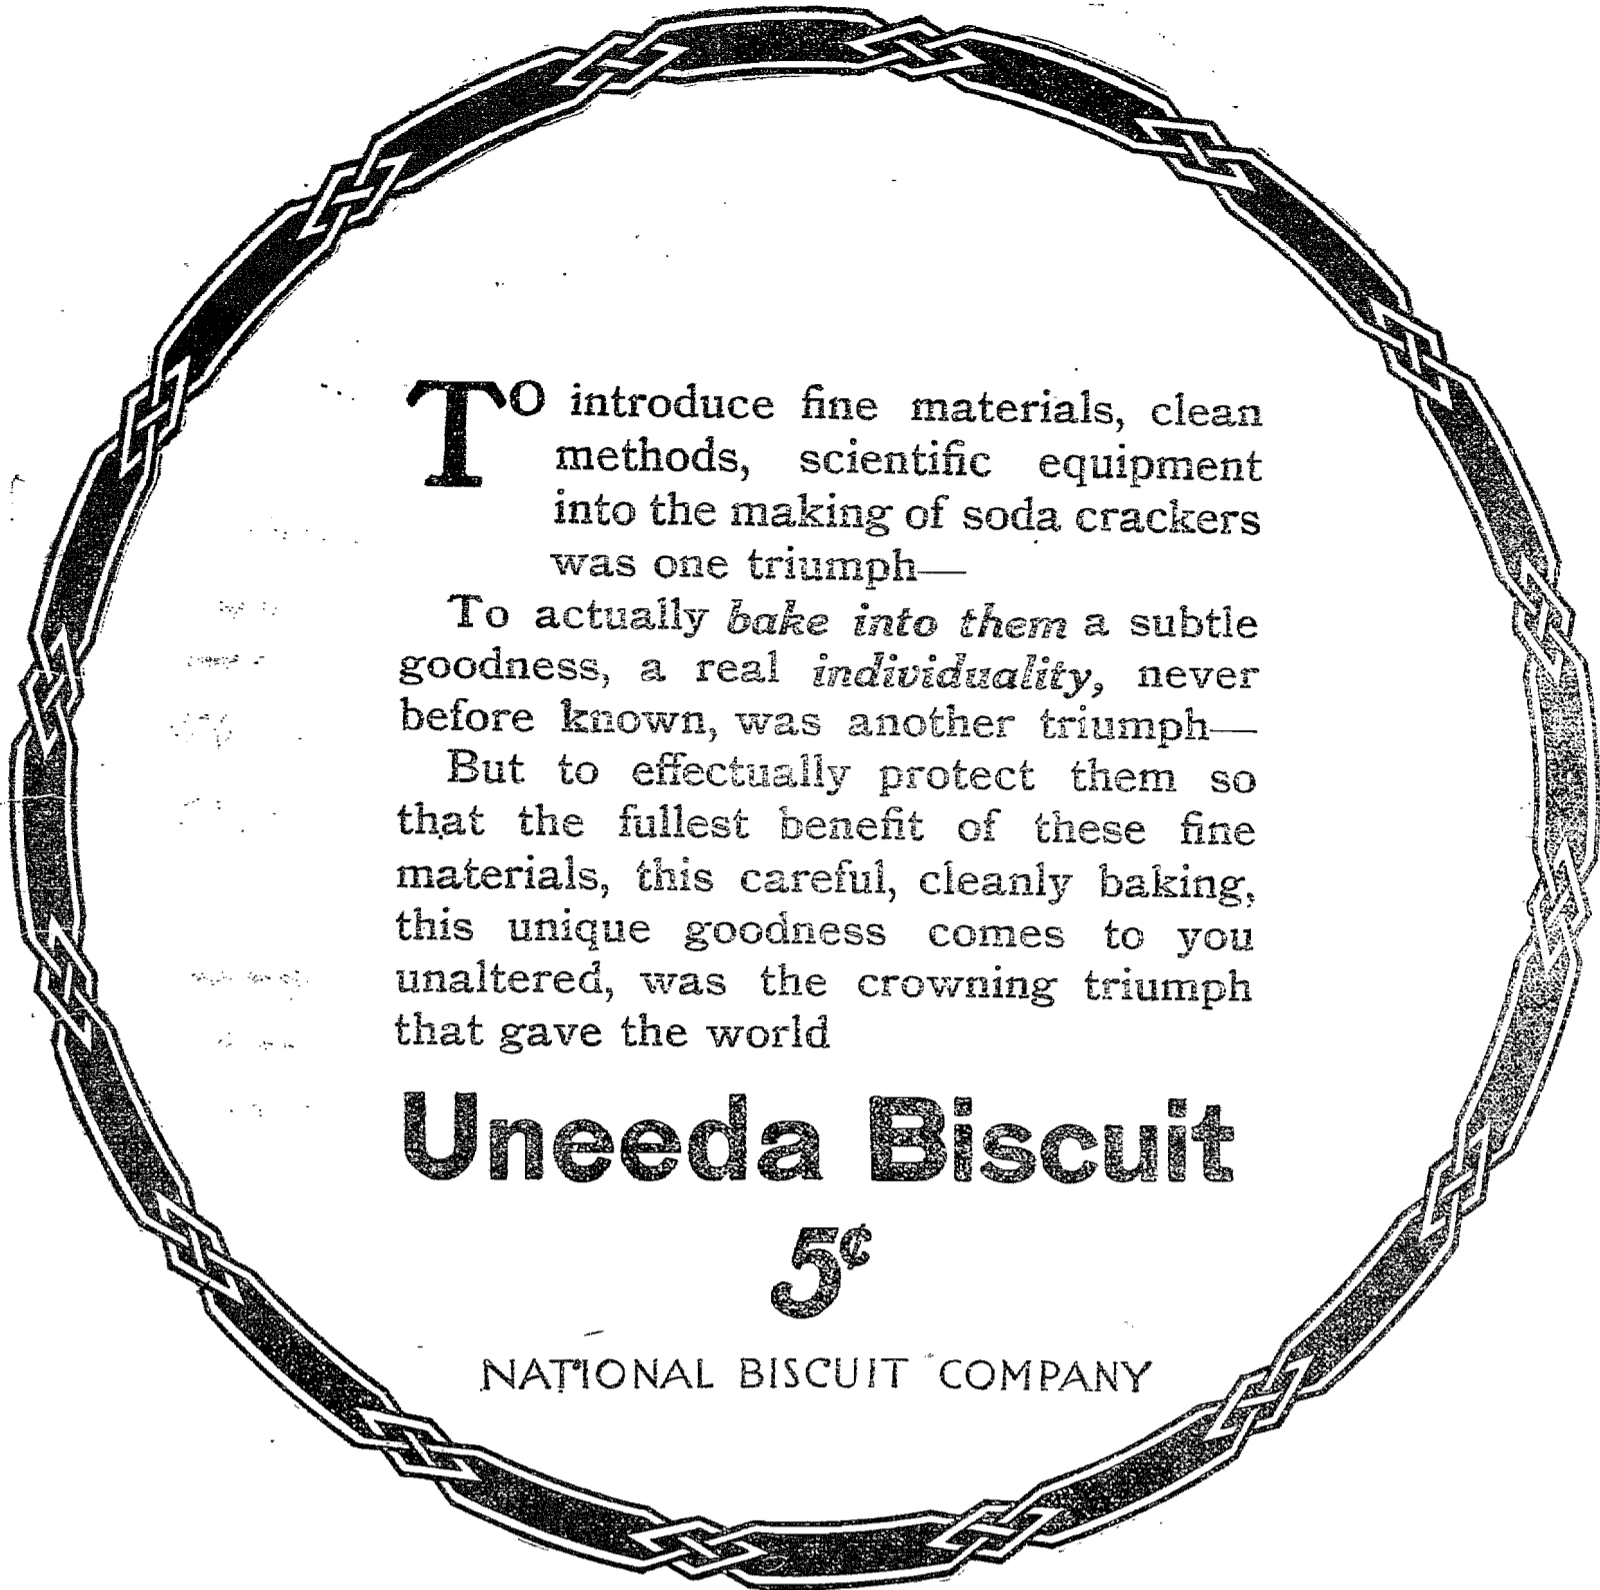 To introduce fine materials, clean
methods, scientific equipment
into the making of soda crackers
was one triumph—
To actually bake into them a subtle
goodness, a real individuality, never
before known, was another triumph—
But to effectually protect them so
that the fullest benefit of these fine
materials, this careful, cleanly baking,
this unique goodness comes to you
unaltered, was the crowning triumph
that gave the world
Uneeda Biscuit
5¢
NATIONAL BISCUIT COMPANY